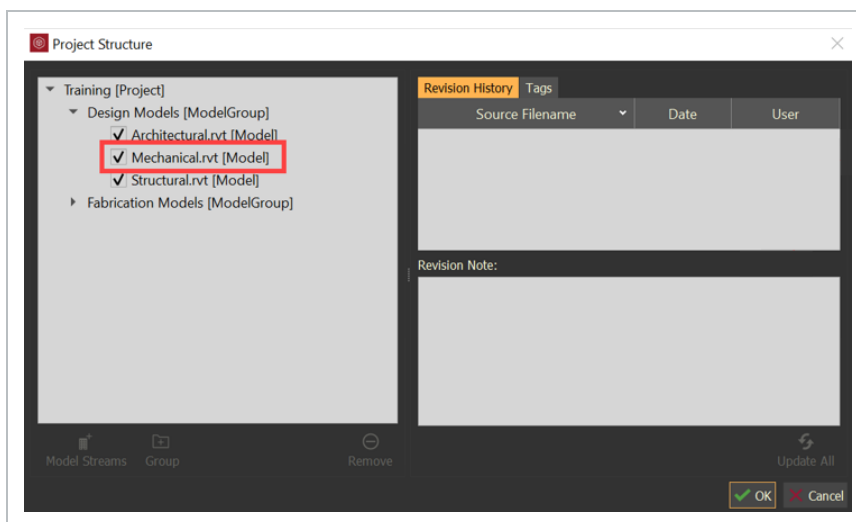 Project Structure
Training [Project]
Design Models [ModelGroup]
Architectural.rvt [Model]
Mechanical.rvt [Model]
Structural.rvt [Model]
Fabrication Models [ModelGroup]
Model Streams Group Remove
Revision History Tags
Source Filename Date User
Revision Note:
Update All
OK Cancel